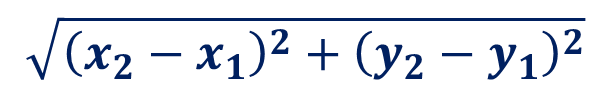 √(x₂ − x₁)² + (y₂ − y₁)²